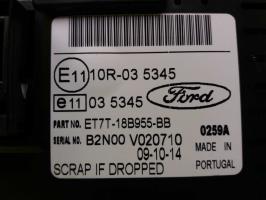 E11 10R-03 5345
e11 03 5345
Ford
PART NO. ET7T-18B955-BB
0259A
SERIAL NO. B2N00 V020710
MADE IN
09-10-14
PORTUGAL
SCRAP IF DROPPED